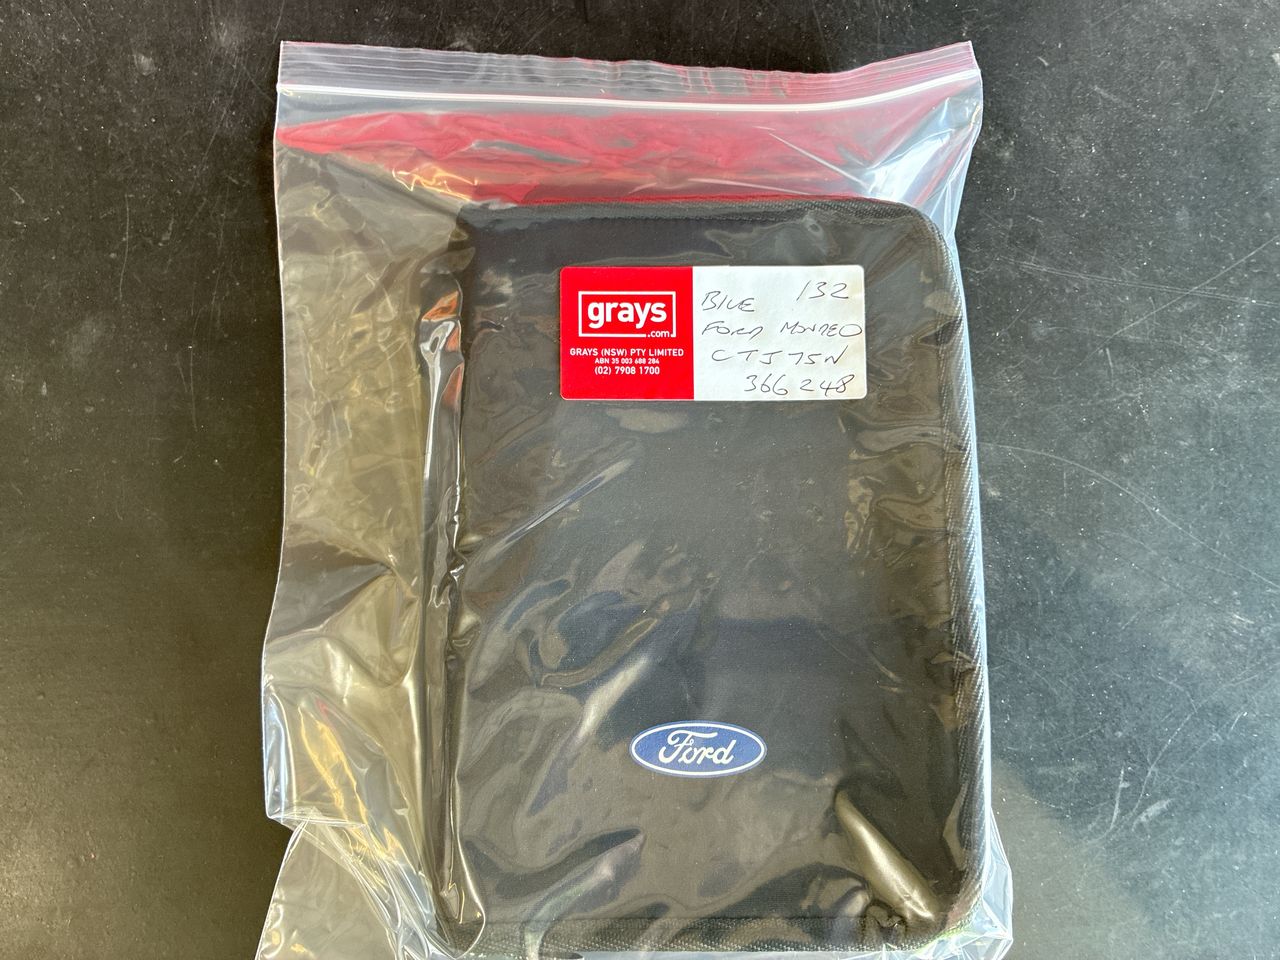 grays
.com
GRAYS (NSW) PTY LIMITED
ABN 35 003 688 284
(02) 7908 1700
BLUE 132
FORD MONDEO
CTJ75N
366248
Ford